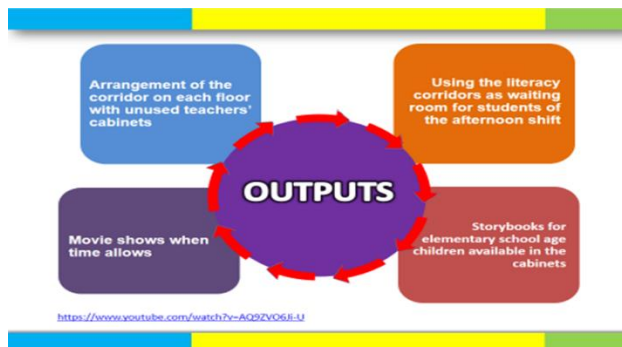 Arrangement of the
corridor on each floor
with unused teachers'
cabinets
Using the literacy
corridors as waiting
room for students of
the afternoon shift
OUTPUTS
Movie shows when
time allows
Storybooks for
elementary school age
children available in the
cabinets
https://www.youtube.com/watch?v=AQ9ZVO6Ji-U